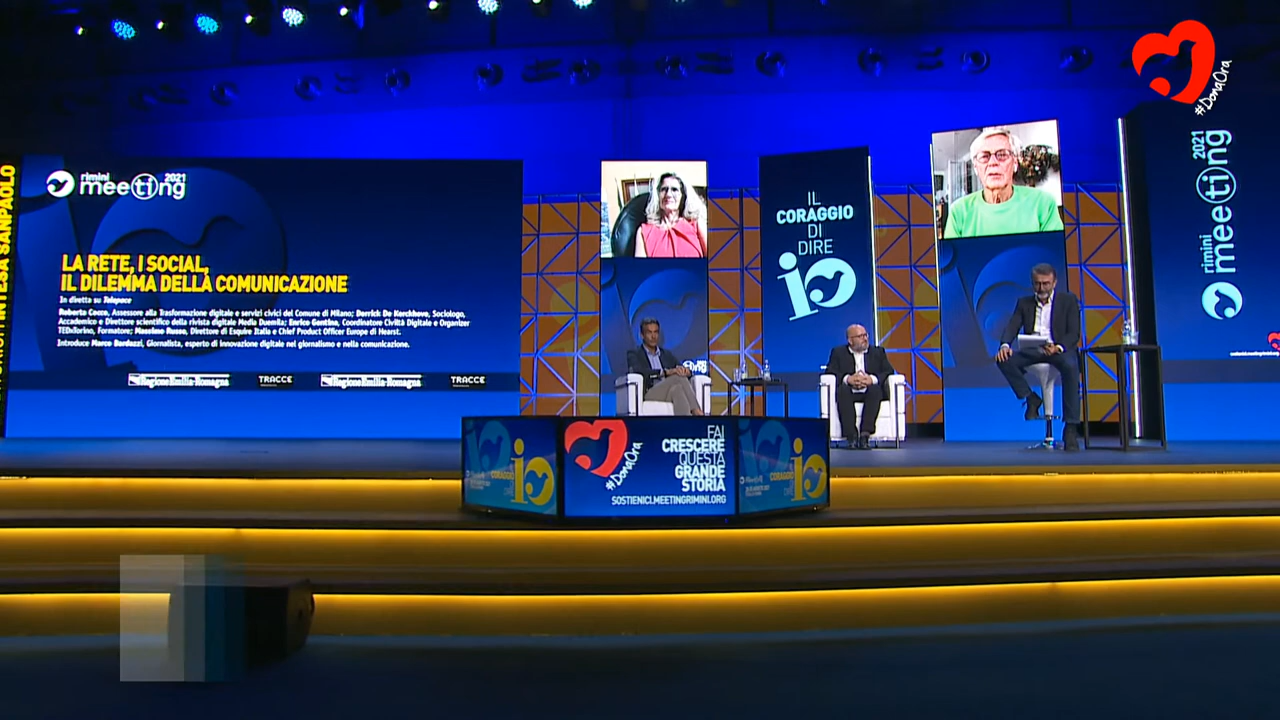 #DonaOra
INTESA SANPAOLO
rimini
meeting
2021
LA RETE, I SOCIAL,
IL DILEMMA DELLA COMUNICAZIONE
In diretta su Telepace
Roberta Cocco, Assessore alla Trasformazione digitale e servizi civici del Comune di Milano; Derrick De Kerckhove, Sociologo,
Accademico e Direttore scientifico della rivista digitale Media Duemila; Enrico Gentina, Coordinatore Civiltà Digitale e Organizer
TEDxTorino, Formatore; Massimo Russo, Direttore di Esquire Italia e Chief Product Officer Europe di Hearst.
Introduce Marco Bardazzi, Giornalista, esperto di innovazione digitale nel giornalismo e nella comunicazione.
RegioneEmilia-Romagna
TRACCE
RegioneEmilia-Romagna
TRACCE
IL
CORAGGIO
DI
DIRE
io
rimini
meeting
2021
#DonaOra
FAI
CRESCERE
QUESTA
GRANDE
STORIA
SOSTIENICI.MEETINGRIMINI.ORG
CORAGGIO
io